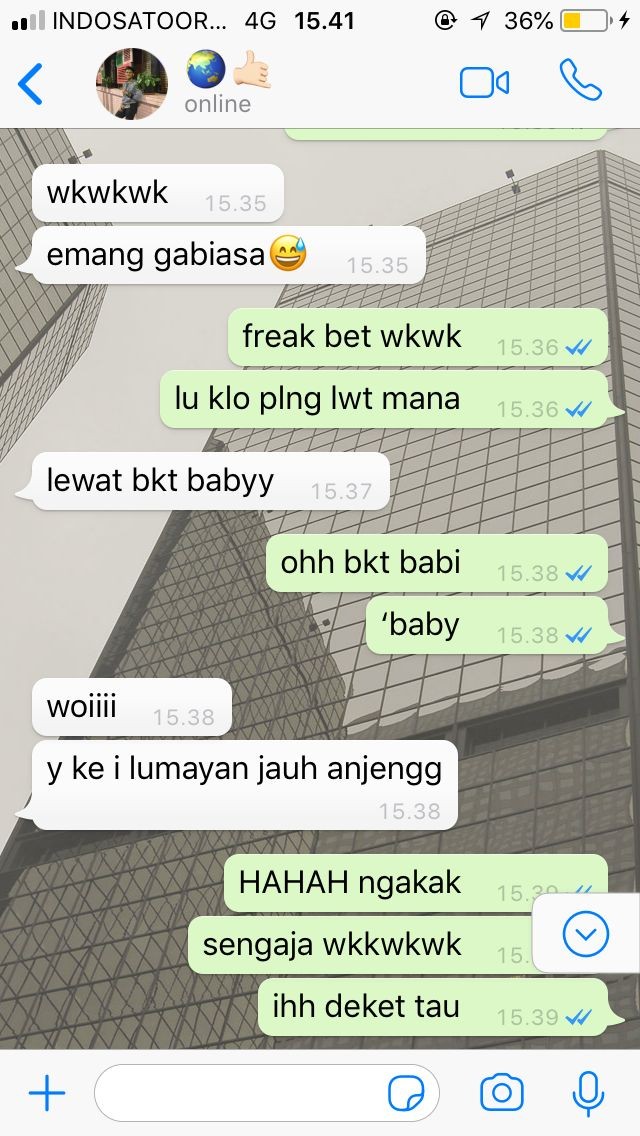 INDOSATOOR... 4G 15.41 36%
online
wkwkwk 15.35
emang gabiasa😅 15.35
freak bet wkwk 15.36
lu klo plng lwt mana 15.36
lewat bkt babyy 15.37
ohh bkt babi 15.38
‘baby 15.38
woiiii 15.38
y ke i lumayan jauh anjengg
15.38
HAHAH ngakak 15.39
sengaja wkkwkwk 15.
ihh deket tau 15.39